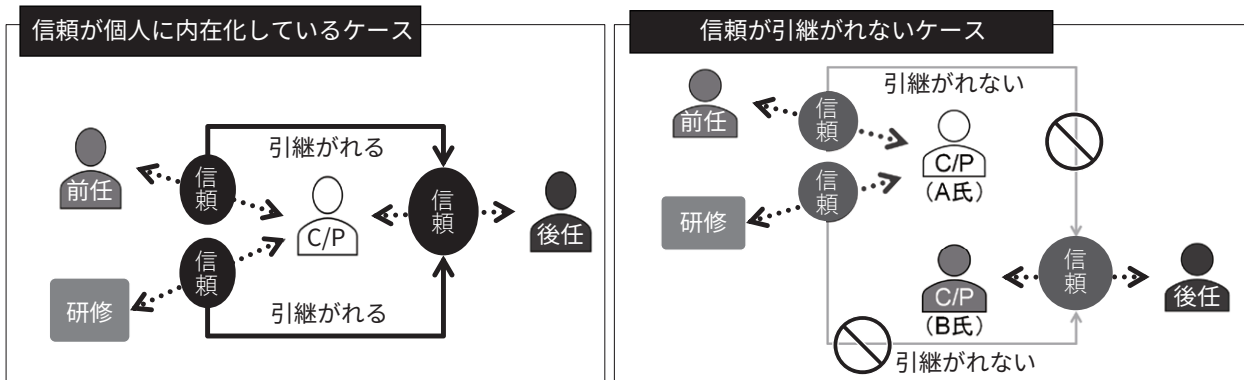 信頼が個人に内在化しているケース
前任
信頼
引継がれる
C/P
信頼
後任
研修
信頼
引継がれる
信頼が引継がれないケース
前任
信頼
引継がれない
C/P
(A氏)
研修
信頼
C/P
(B氏)
信頼
後任
引継がれない